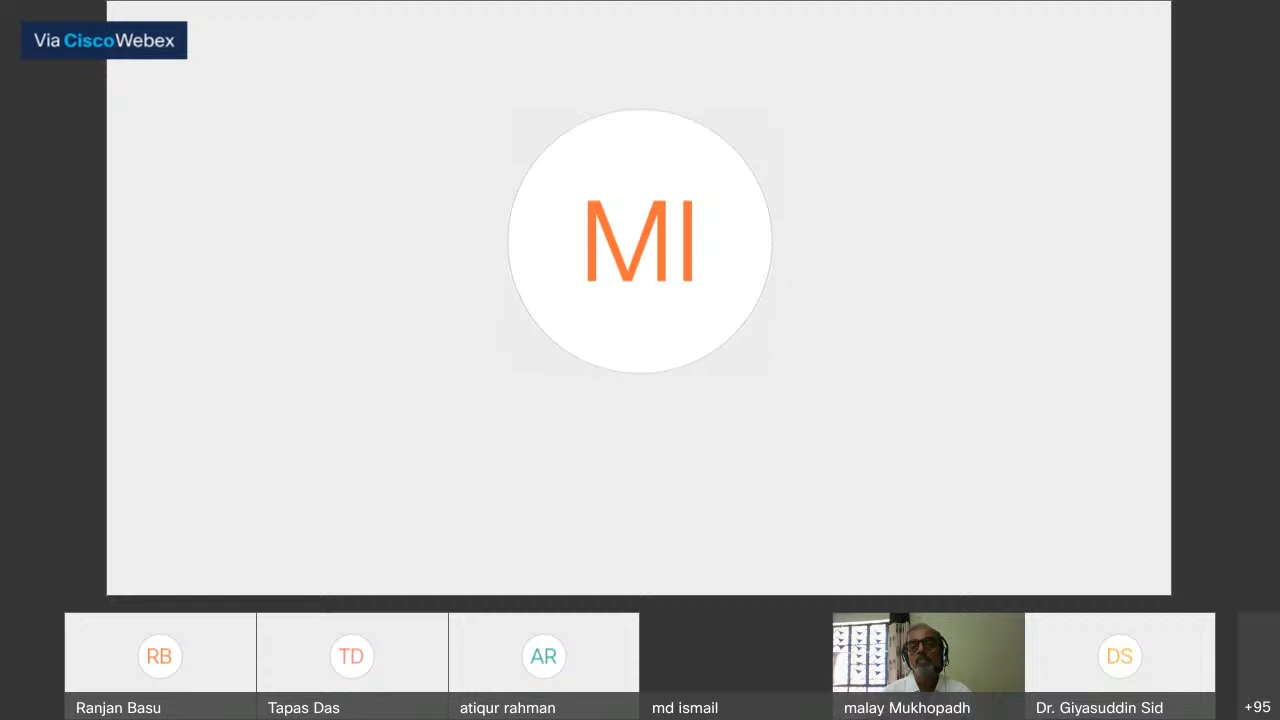 Via CiscoWebex
MI
RB
TD
AR
DS
Ranjan Basu
Tapas Das
atiqur rahman
md ismail
malay Mukhopadh
Dr. Giyasuddin Sid
+95